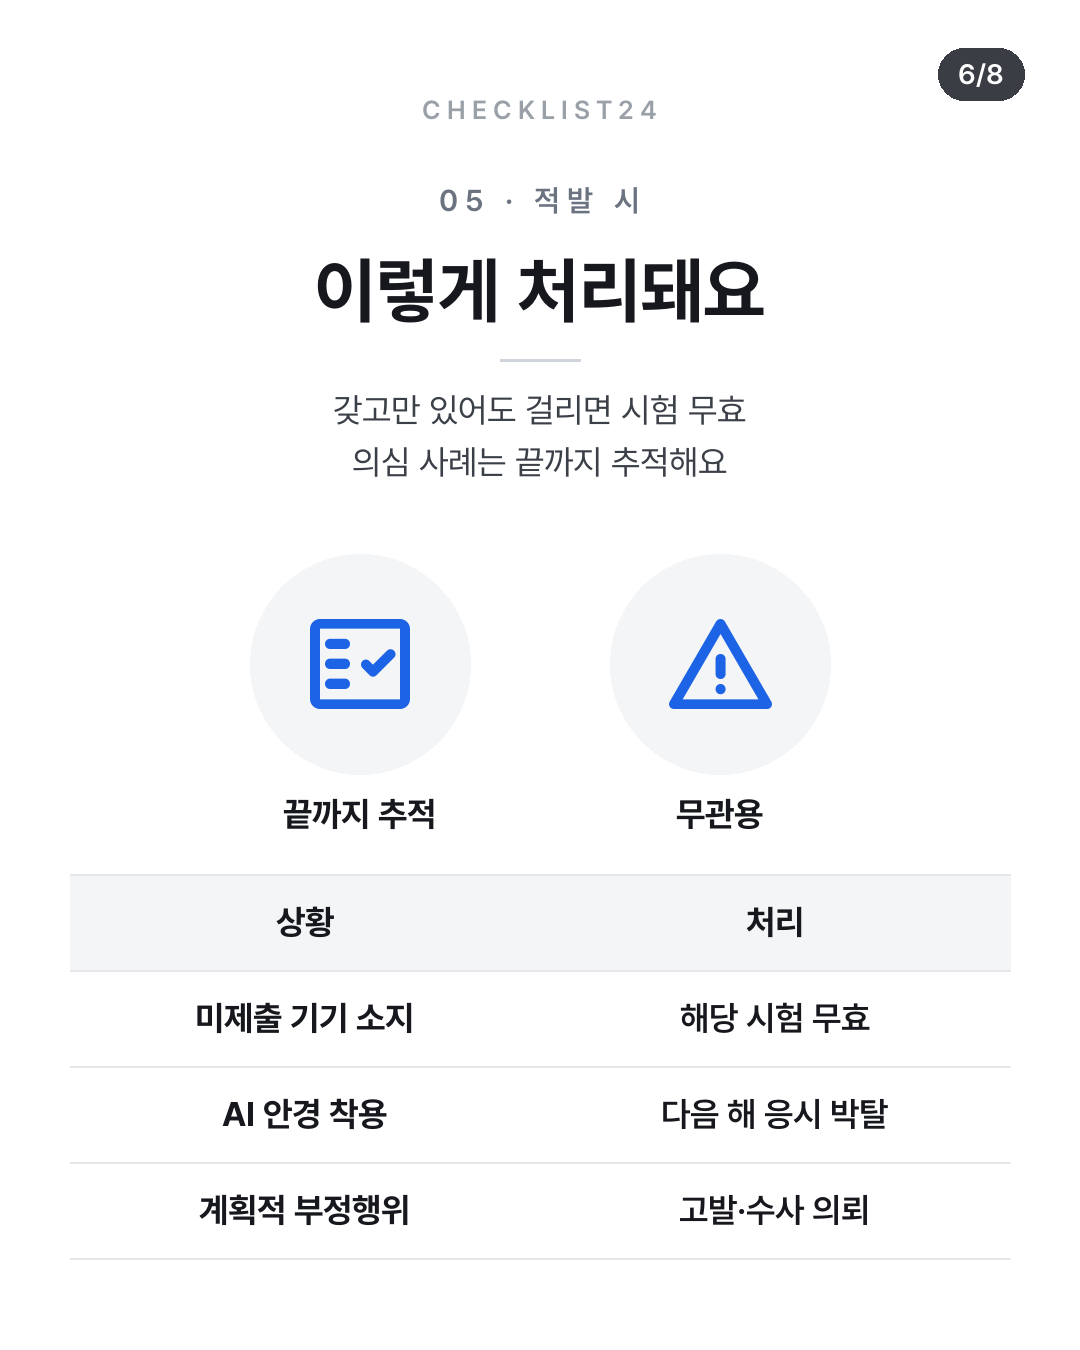 6/8
CHECKLIST24
05 · 적발 시
이렇게 처리돼요
갖고만 있어도 걸리면 시험 무효
의심 사례는 끝까지 추적해요
끝까지 추적 무관용
상황 처리
미제출 기기 소지 해당 시험 무효
AI 안경 착용 다음 해 응시 박탈
계획적 부정행위 고발·수사 의뢰